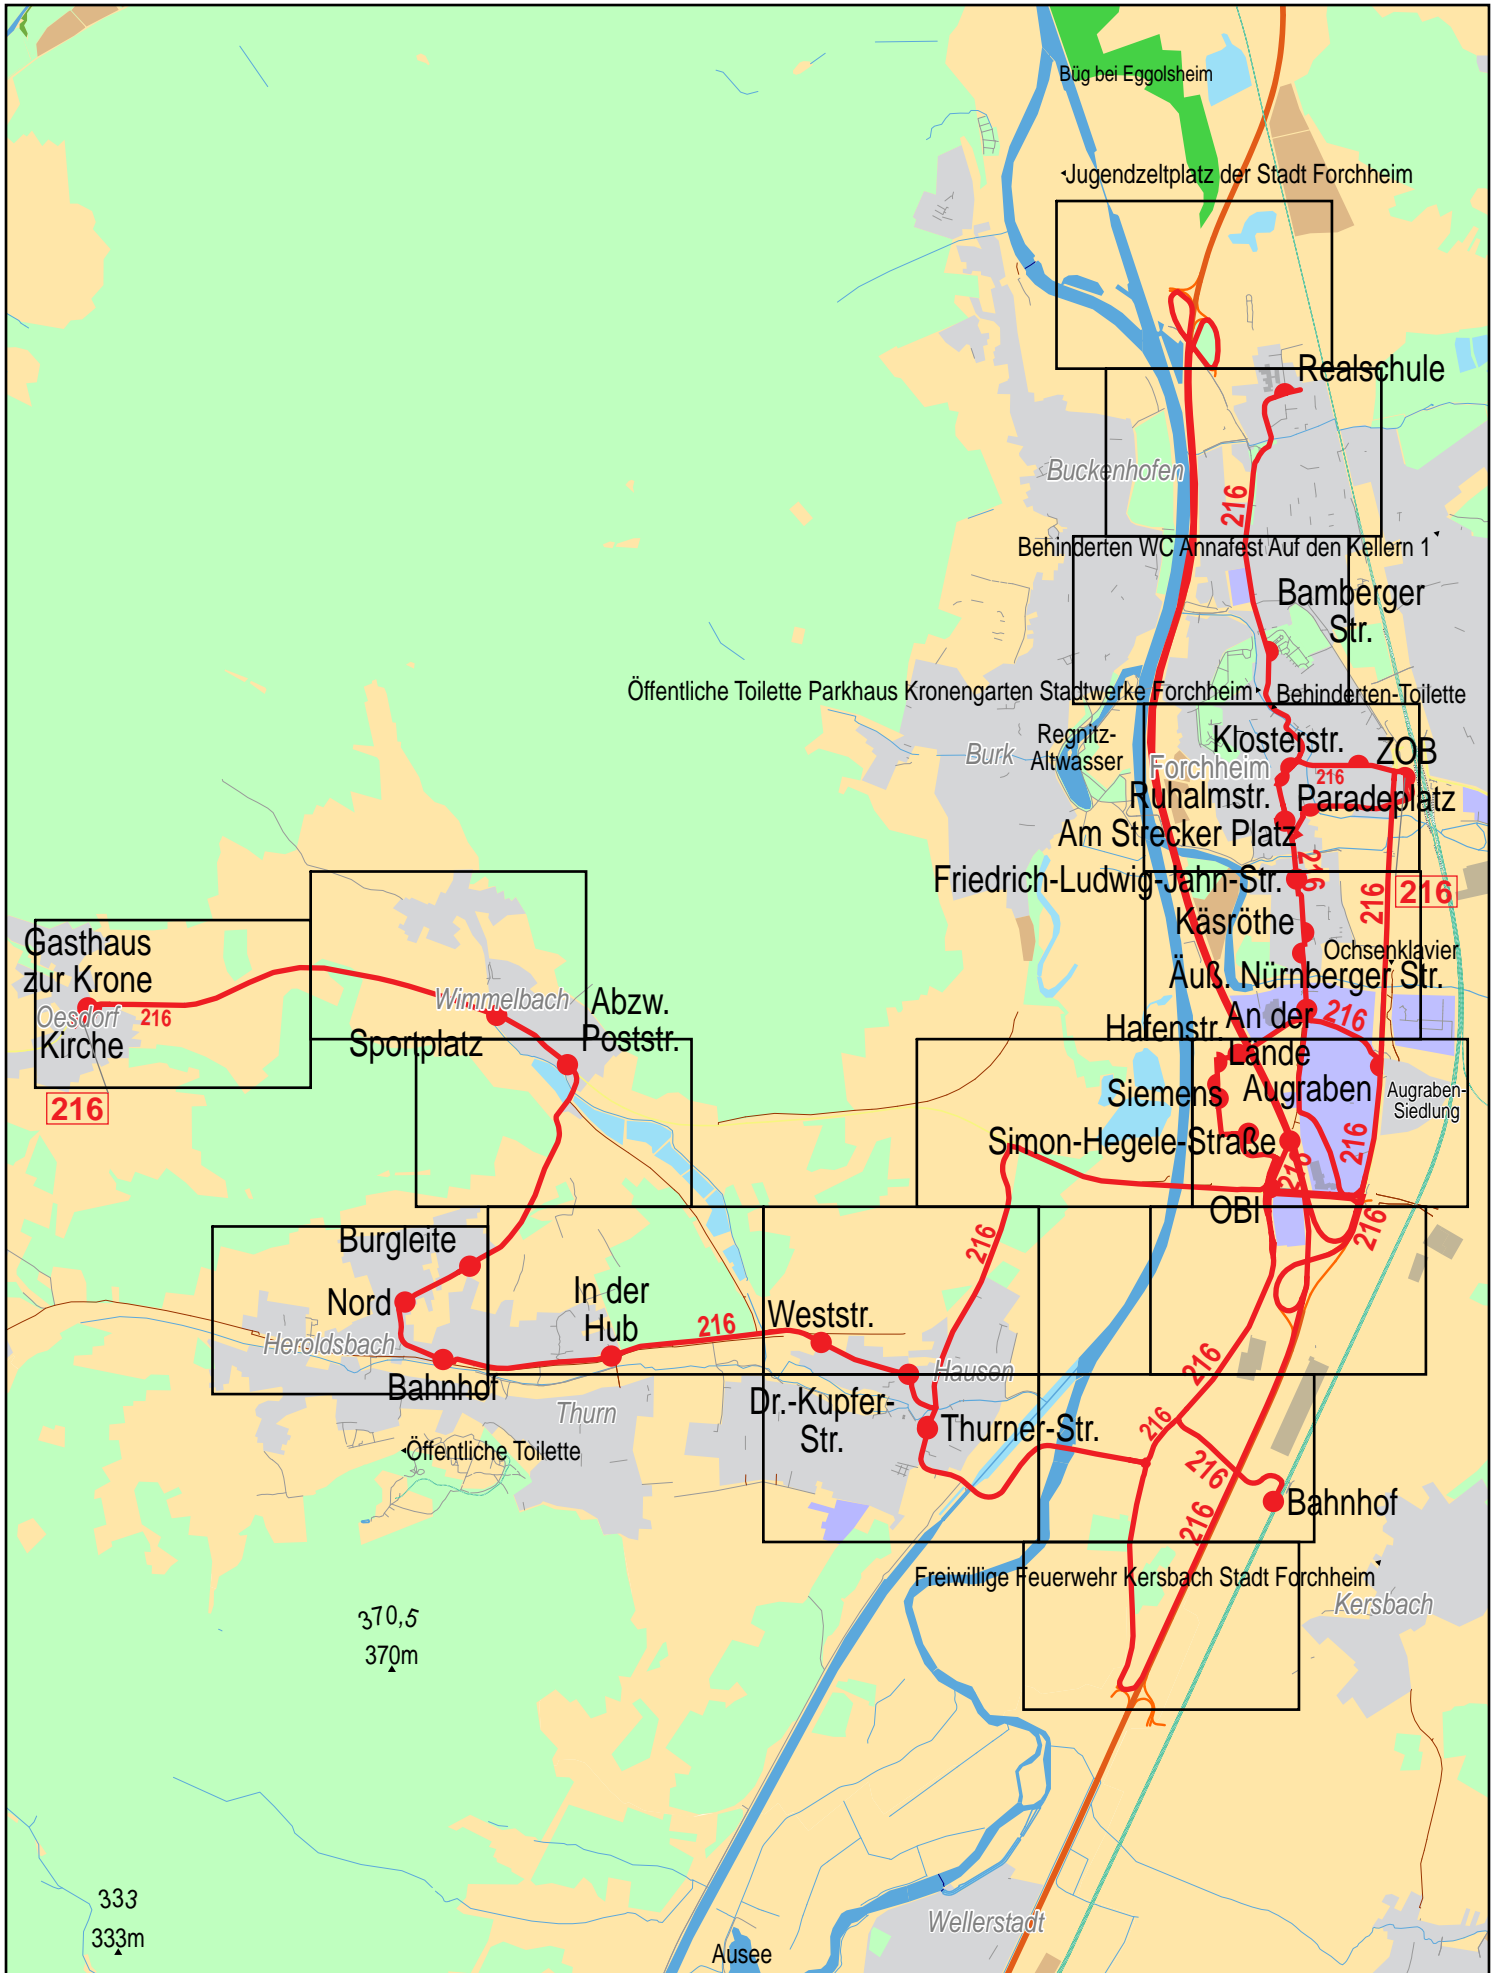 Büg bei Eggolsheim
Jugendzeltplatz der Stadt Forchheim
Realschule
Buckenhofen
216
Behinderten WC Annafest Auf den Kellern 1
Bamberger
Str.
Öffentliche Toilette Parkhaus Kronengarten Stadtwerke Forchheim
Behinderten-Toilette
Regnitz-
Altwasser
Burk
Klosterstr.
ZOB
Forchheim
216
Ruhalmstr.
Paradeplatz
Am Strecker Platz
216
Friedrich-Ludwig-Jahn-Str.
216
216
Käsröthe
Ochsenklavier
Äuß. Nürnberger Str.
Gasthaus
zur Krone
Oesdorf
216
Kirche
216
Wimmelbach
Abzw.
Poststr.
Sportplatz
Hafenstr.
An der
Lände
216
Siemens
Augraben
Augraben-
Siedlung
Simon-Hegele-Straße
216
216
OBI
216
216
Burgleite
Nord
In der
Hub
216
Weststr.
Heroldsbach
Bahnhof
Hausen
216
Thurn
Dr.-Kupfer-
Str.
Thurner-Str.
216
216
Öffentliche Toilette
Bahnhof
216
Freiwillige Feuerwehr Kersbach Stadt Forchheim
Kersbach
370,5
370m
333
333m
Wellerstadt
Ausee